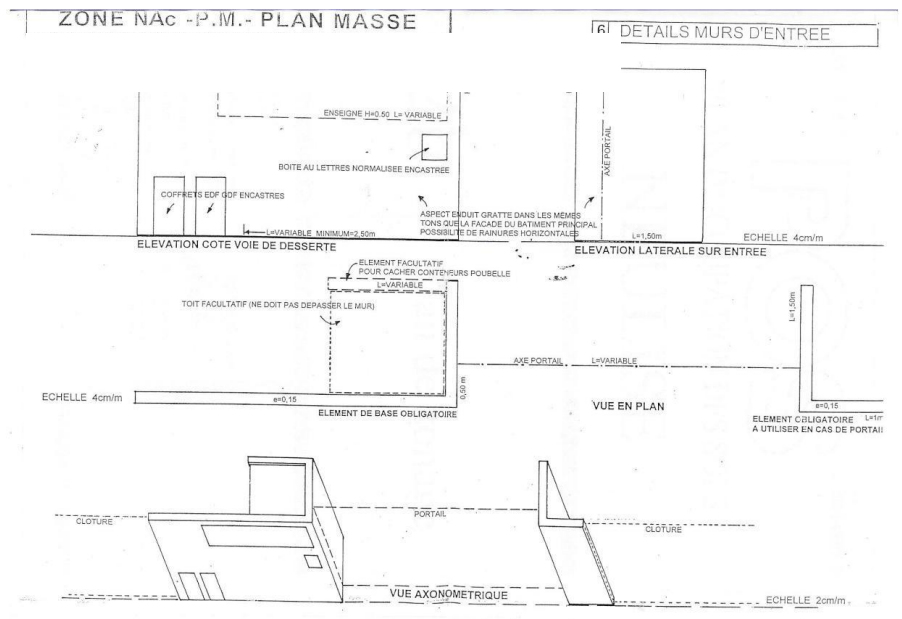 ZONE NAc -P.M.- PLAN MASSE
6 DETAILS MURS D'ENTREE
ENSEIGNE H=0.50 L= VARIABLE
BOITE AU LETTRES NORMALISEE ENCASTREE
AXE PORTAIL
COFFRETS EDF GDF ENCASTRES
ASPECT ENDUIT GRATTE DANS LES MÊMES
TONS QUE LA FACADE DU BATIMENT PRINCIPAL
POSSIBILITE DE RAINURES HORIZONTALES
L=VARIABLE MINIMUM=2,50m
L=1,50m
ECHELLE 4cm/m
ELEVATION COTE VOIE DE DESSERTE
ELEVATION LATERALE SUR ENTREE
ELEMENT FACULTATIF
POUR CACHER CONTENEURS POUBELLE
L=VARIABLE
TOIT FACULTATIF (NE DOIT PAS DEPASSER LE MUR)
L=1,50m
AXE PORTAIL L=VARIABLE
0,50 m
ECHELLE 4cm/m
e=0,15
ELEMENT DE BASE OBLIGATOIRE
VUE EN PLAN
e=0,15
ELEMENT OBLIGATOIRE L=1m
A UTILISER EN CAS DE PORTAIL
CLOTURE
PORTAIL
CLOTURE
VUE AXONOMETRIQUE
ECHELLE 2cm/m